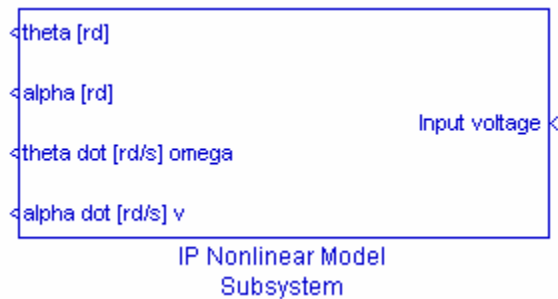 theta [rd]
alpha [rd]
Input voltage
theta dot [rd/s] omega
alpha dot [rd/s] v
IP Nonlinear Model
Subsystem